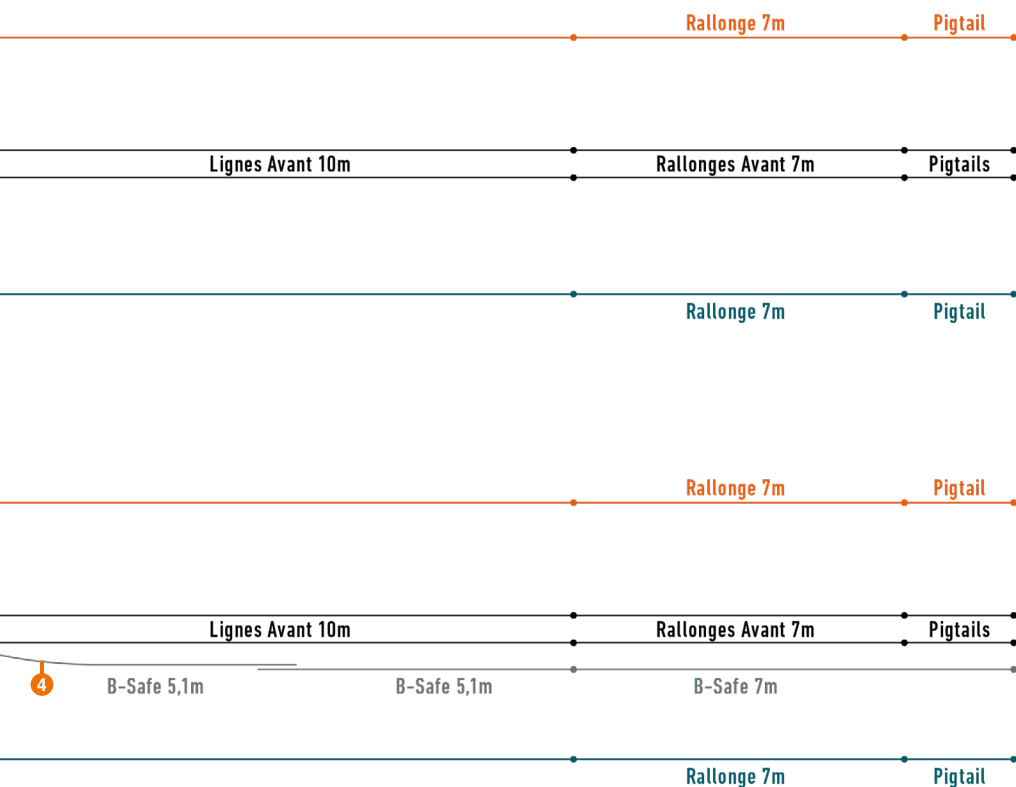 Rallonge 7m Pigtail
Lignes Avant 10m Rallonges Avant 7m Pigtails
Rallonge 7m Pigtail
Rallonge 7m Pigtail
Lignes Avant 10m Rallonges Avant 7m Pigtails
4 B-Safe 5,1m B-Safe 5,1m B-Safe 7m
Rallonge 7m Pigtail